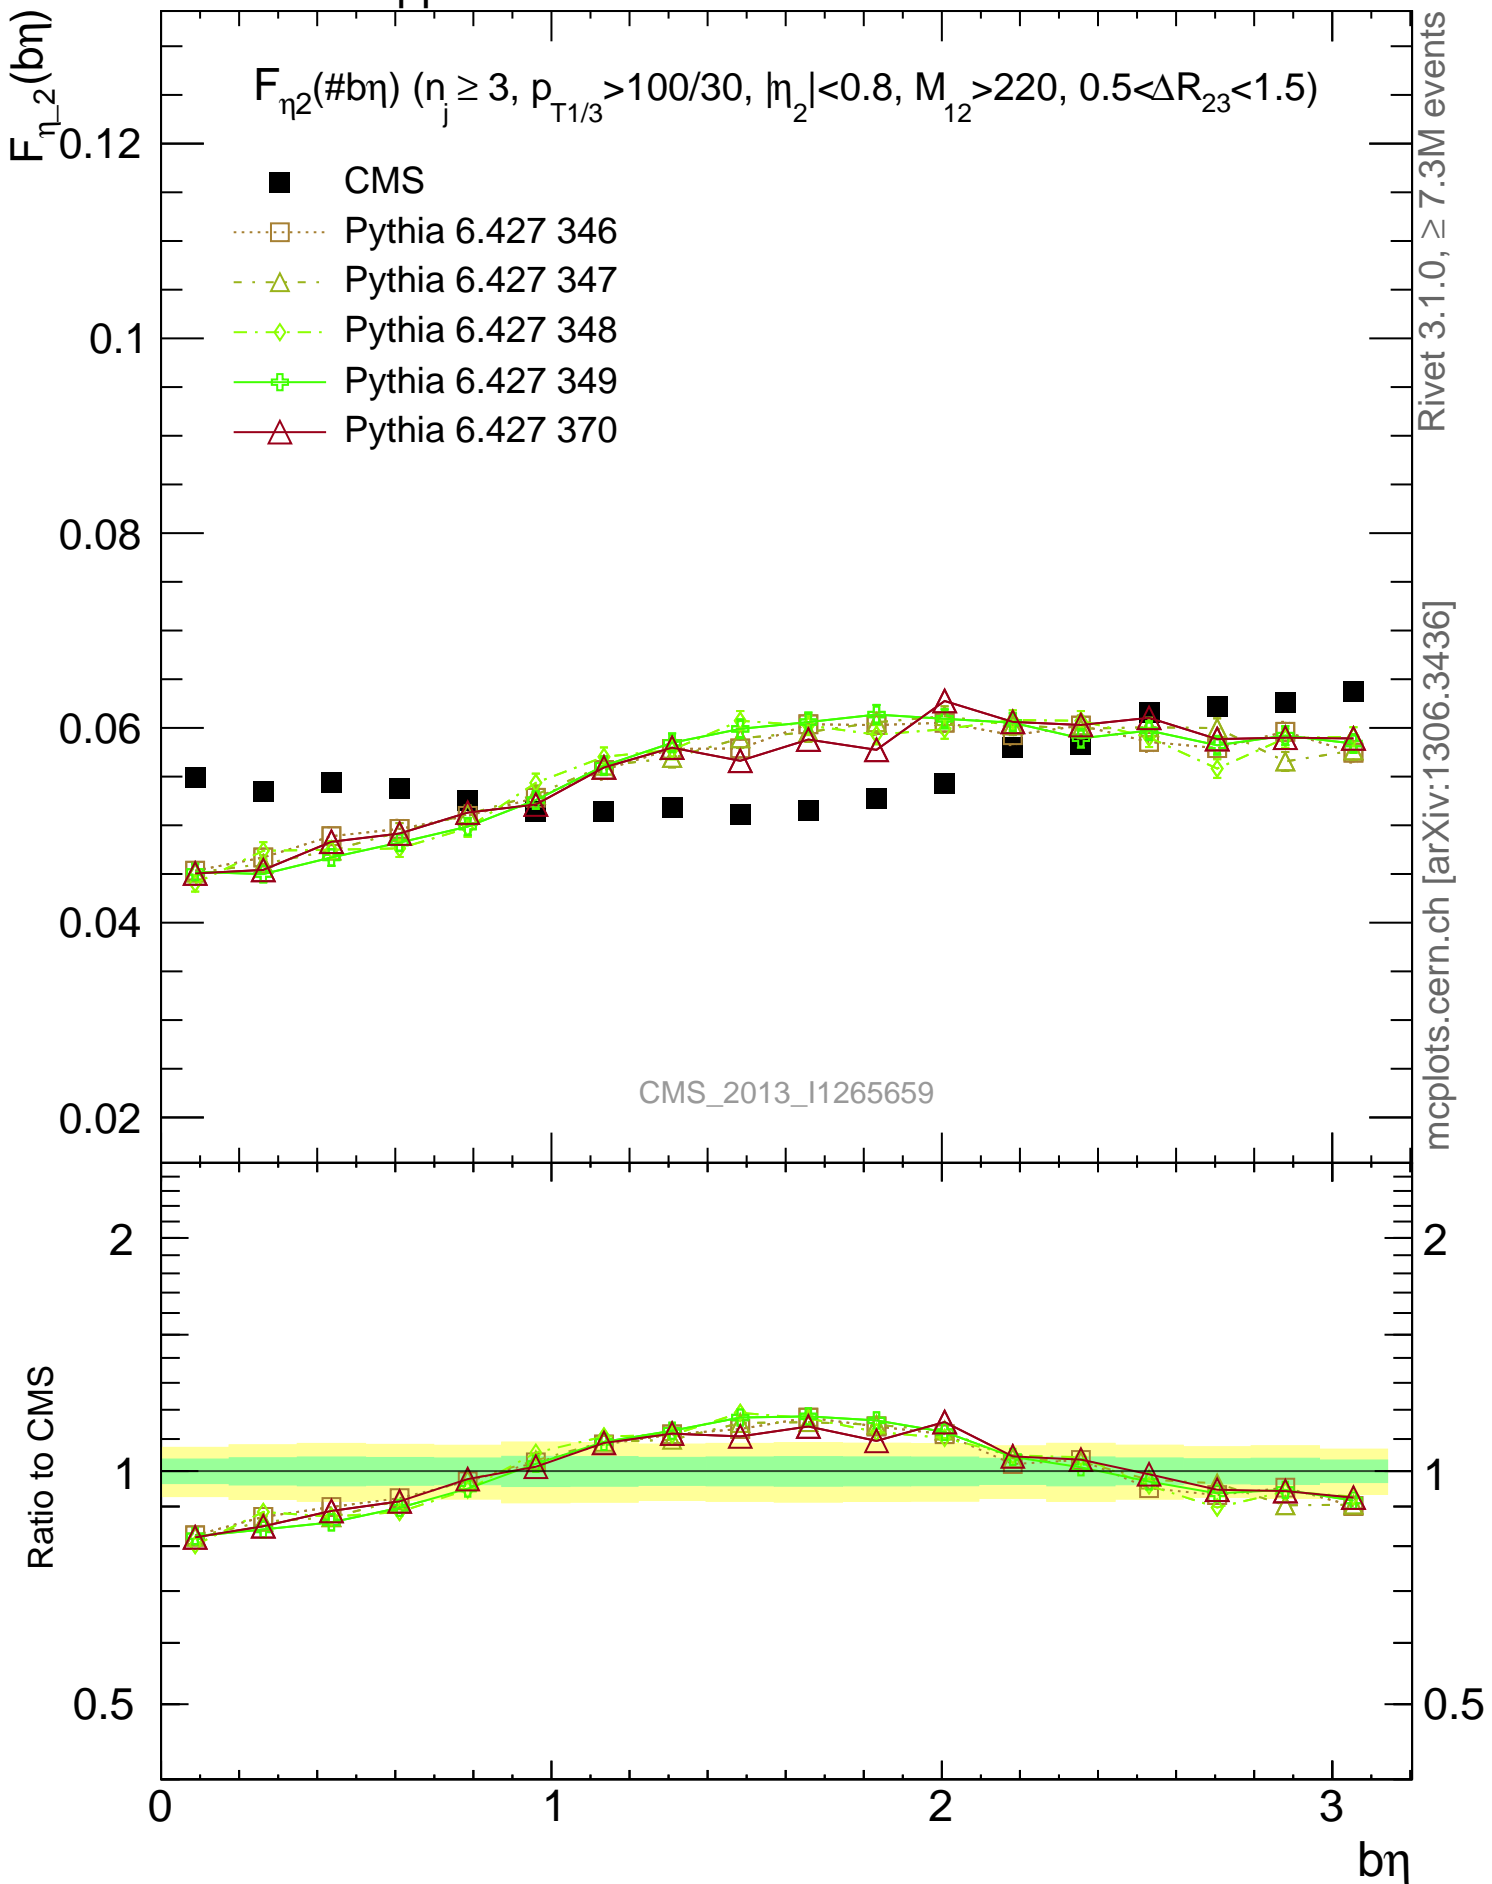 pp
F_η_2(bη)
F_η2(#bη) (n_j ≥ 3, p_T1/3>100/30, |η_2|<0.8, M_12>220, 0.5<ΔR_23<1.5)
CMS
Pythia 6.427 346
Pythia 6.427 347
Pythia 6.427 348
Pythia 6.427 349
Pythia 6.427 370
0.12
0.1
0.08
0.06
0.04
0.02
CMS_2013_I1265659
Rivet 3.1.0, ≥ 7.3M events
mcplots.cern.ch [arXiv:1306.3436]
Ratio to CMS
2
1
0.5
2
1
0.5
0
1
2
3
bη